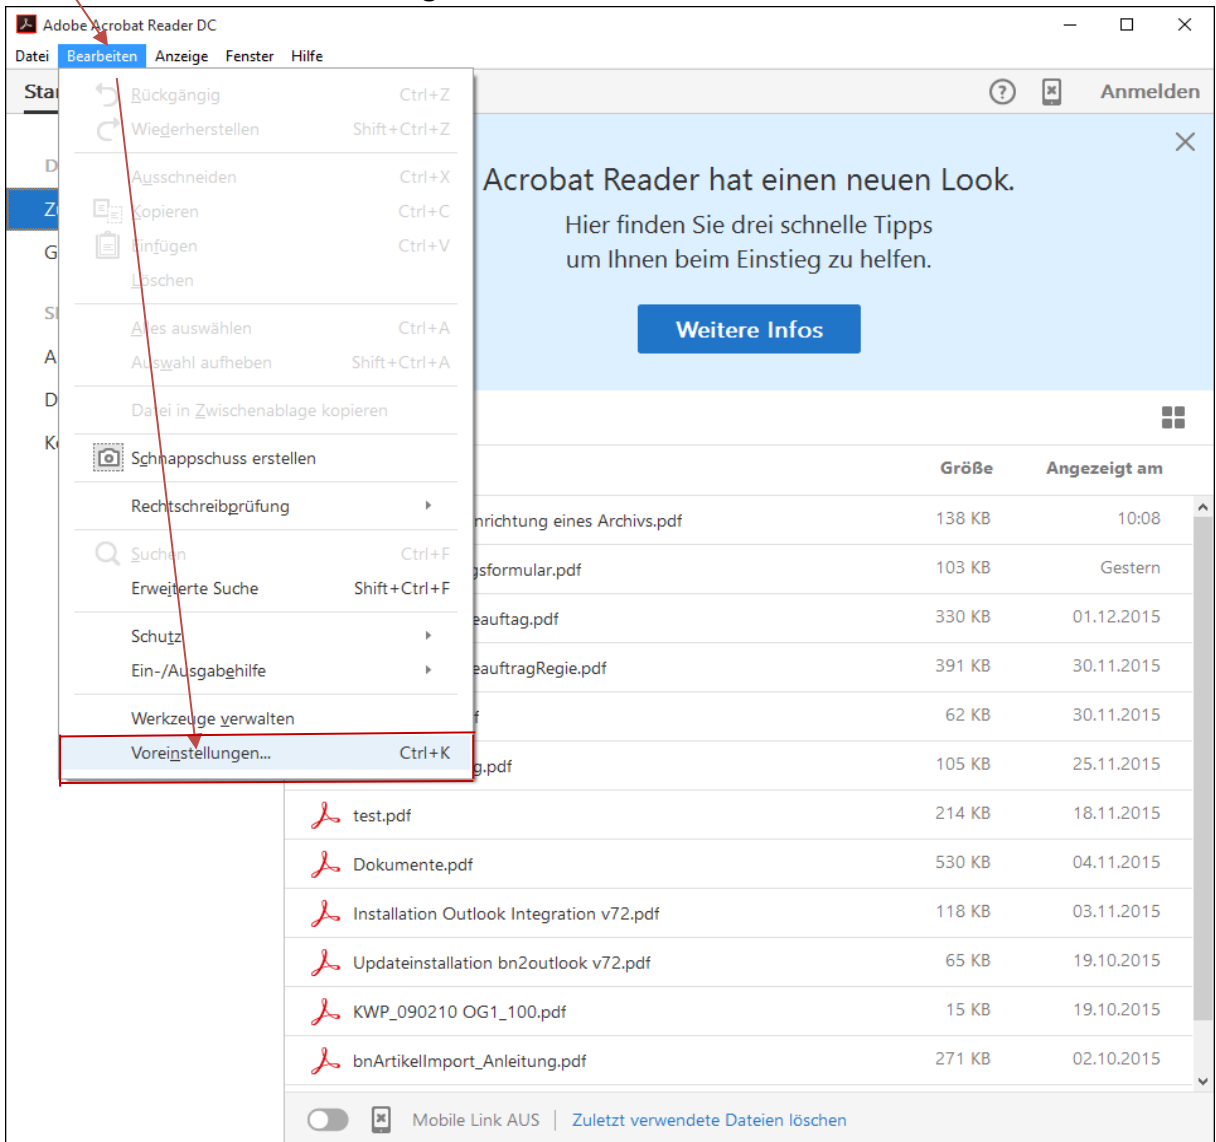 Adobe Acrobat Reader DC
Datei Bearbeiten Anzeige Fenster Hilfe
Anmelden
Rückgängig Ctrl+Z
Wiederherstellen Shift+Ctrl+Z
Ausschneiden Ctrl+X
Kopieren Ctrl+C
Einfügen Ctrl+V
Löschen
Alles auswählen Ctrl+A
Auswahl aufheben Shift+Ctrl+A
Datei in Zwischenablage kopieren
Schnappschuss erstellen
Rechtschreibprüfung
Suchen Ctrl+F
Erweiterte Suche Shift+Ctrl+F
Schutz
Ein-/Ausgabehilfe
Werkzeuge verwalten
Voreinstellungen... Ctrl+K
Acrobat Reader hat einen neuen Look.
Hier finden Sie drei schnelle Tipps
um Ihnen beim Einstieg zu helfen.
Weitere Infos
Größe Angezeigt am
nrichtung eines Archivs.pdf 138 KB 10:08
gsformular.pdf 103 KB Gestern
eauftag.pdf 330 KB 01.12.2015
eauftragRegie.pdf 391 KB 30.11.2015
f 62 KB 30.11.2015
g.pdf 105 KB 25.11.2015
test.pdf 214 KB 18.11.2015
Dokumente.pdf 530 KB 04.11.2015
Installation Outlook Integration v72.pdf 118 KB 03.11.2015
Updateinstallation bn2outlook v72.pdf 65 KB 19.10.2015
KWP_090210 OG1_100.pdf 15 KB 19.10.2015
bnArtikelImport_Anleitung.pdf 271 KB 02.10.2015
Mobile Link AUS | Zuletzt verwendete Dateien löschen